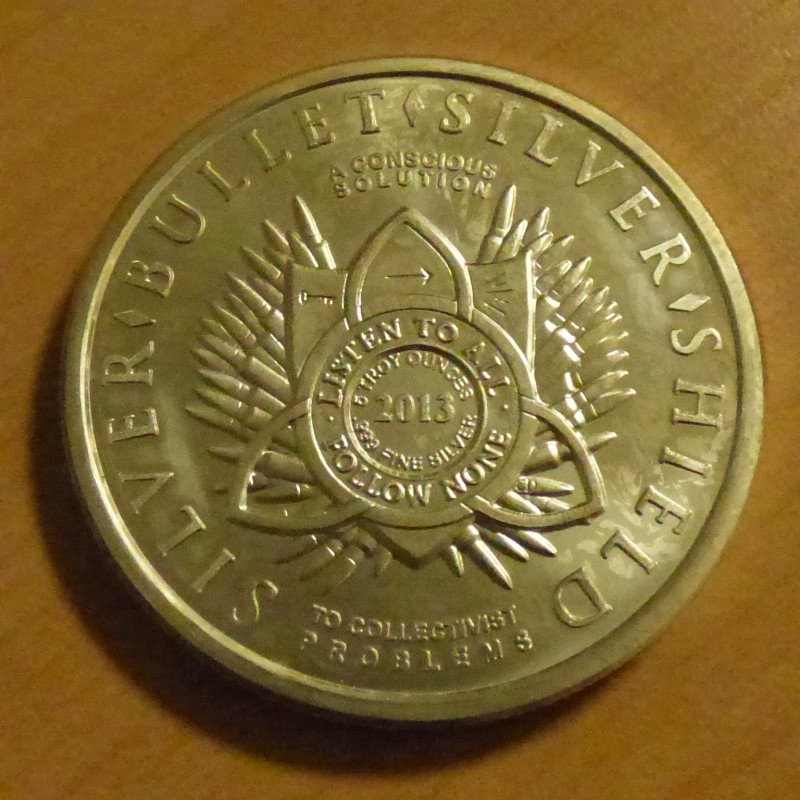 SILVER BULLET SILVER SHIELD
A CONSCIOUS
SOLUTION
LISTEN TO ALL
5 TROY OUNCES
2013
.999 FINE SILVER
FOLLOW NONE
TO COLLECTIVIST
PROBLEMS